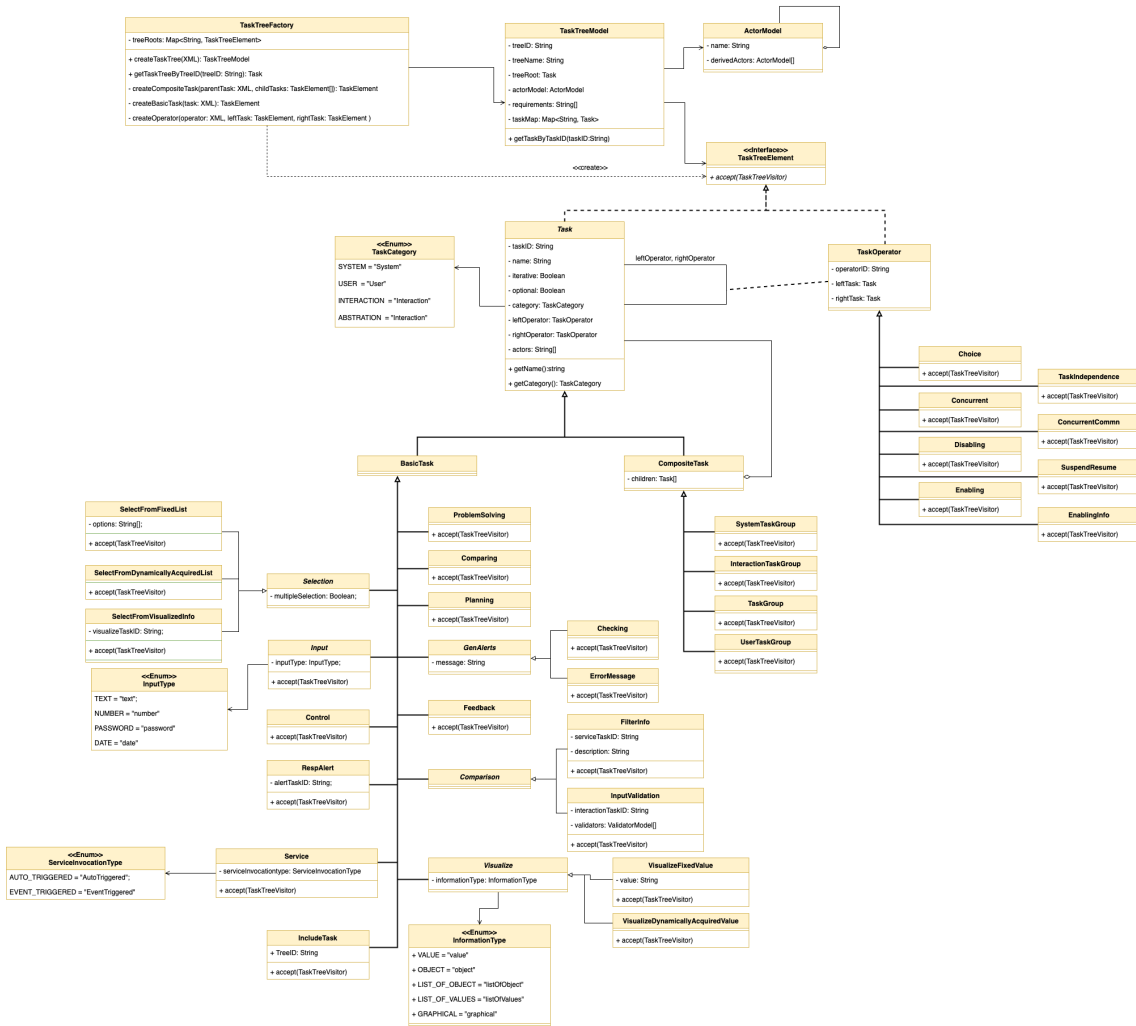 TaskTreeFactory
- treeRoots: Map<String, TaskTreeElement>
+ createTaskTree(XML): TaskTreeModel
+ getTaskTreeByTreeID(treeID: String): Task
- createCompositeTask(parentTask: XML, childTasks: TaskElement[]): TaskElement
- createBasicTask(task: XML): TaskElement
- createOperator(operator: XML, leftTask: TaskElement, rightTask: TaskElement )
TaskTreeModel
- treeID: String
- treeName: String
- treeRoot: Task
- actorModel: ActorModel
- requirements: String[]
- taskMap: Map<String, Task>
+ getTaskByTaskID(taskID:String)
ActorModel
- name: String
- derivedActors: ActorModel[]
<<Interface>>
TaskTreeElement
+ accept(TaskTreeVisitor)
<<create>>
<<Enum>>
TaskCategory
SYSTEM = "System"
USER = "User"
INTERACTION = "Interaction"
ABSTRATION = "Interaction"
Task
- taskID: String
- name: String
- iterative: Boolean
- optional: Boolean
- category: TaskCategory
- leftOperator: TaskOperator
- rightOperator: TaskOperator
- actors: String[]
+ getName():string
+ getCategory(): TaskCategory
leftOperator, rightOperator
TaskOperator
- operatorID: String
- leftTask: Task
- rightTask: Task
Choice
+ accept(TaskTreeVisitor)
TaskIndependence
+ accept(TaskTreeVisitor)
Concurrent
+ accept(TaskTreeVisitor)
ConcurrentCommn
+ accept(TaskTreeVisitor)
Disabling
+ accept(TaskTreeVisitor)
SuspendResume
+ accept(TaskTreeVisitor)
Enabling
+ accept(TaskTreeVisitor)
EnablingInfo
+ accept(TaskTreeVisitor)
BasicTask
CompositeTask
- children: Task[]
SelectFromFixedList
- options: String[];
+ accept(TaskTreeVisitor)
SelectFromDynamicallyAcquiredList
+ accept(TaskTreeVisitor)
SelectFromVisualizedInfo
- visualizeTaskID: String;
+ accept(TaskTreeVisitor)
Selection
- multipleSelection: Boolean;
ProblemSolving
+ accept(TaskTreeVisitor)
Comparing
+ accept(TaskTreeVisitor)
Planning
+ accept(TaskTreeVisitor)
SystemTaskGroup
+ accept(TaskTreeVisitor)
InteractionTaskGroup
+ accept(TaskTreeVisitor)
TaskGroup
+ accept(TaskTreeVisitor)
UserTaskGroup
+ accept(TaskTreeVisitor)
Input
- inputType: InputType;
+ accept(TaskTreeVisitor)
GenAlerts
- message: String
Checking
+ accept(TaskTreeVisitor)
ErrorMessage
+ accept(TaskTreeVisitor)
<<Enum>>
InputType
TEXT = "text";
NUMBER = "number"
PASSWORD = "password"
DATE = "date"
Control
+ accept(TaskTreeVisitor)
Feedback
+ accept(TaskTreeVisitor)
FilterInfo
- serviceTaskID: String
- description: String
+ accept(TaskTreeVisitor)
RespAlert
- alertTaskID: String;
+ accept(TaskTreeVisitor)
Comparison
InputValidation
- interactionTaskID: String
- validators: ValidatorModel[]
+ accept(TaskTreeVisitor)
<<Enum>>
ServiceInvocationType
AUTO_TRIGGERED = "AutoTriggered";
EVENT_TRIGGERED = "EventTriggered"
Service
- serviceInvocationtype: ServiceInvocationType
+ accept(TaskTreeVisitor)
Visualize
- informationType: InformationType
VisualizeFixedValue
- value: String
+ accept(TaskTreeVisitor)
VisualizeDynamicallyAcquiredValue
+ accept(TaskTreeVisitor)
IncludeTask
+ TreeID: String
+ accept(TaskTreeVisitor)
<<Enum>>
InformationType
+ VALUE = "value"
+ OBJECT = "object"
+ LIST_OF_OBJECT = "listOfObject"
+ LIST_OF_VALUES = "listOfValues"
+ GRAPHICAL = "graphical"